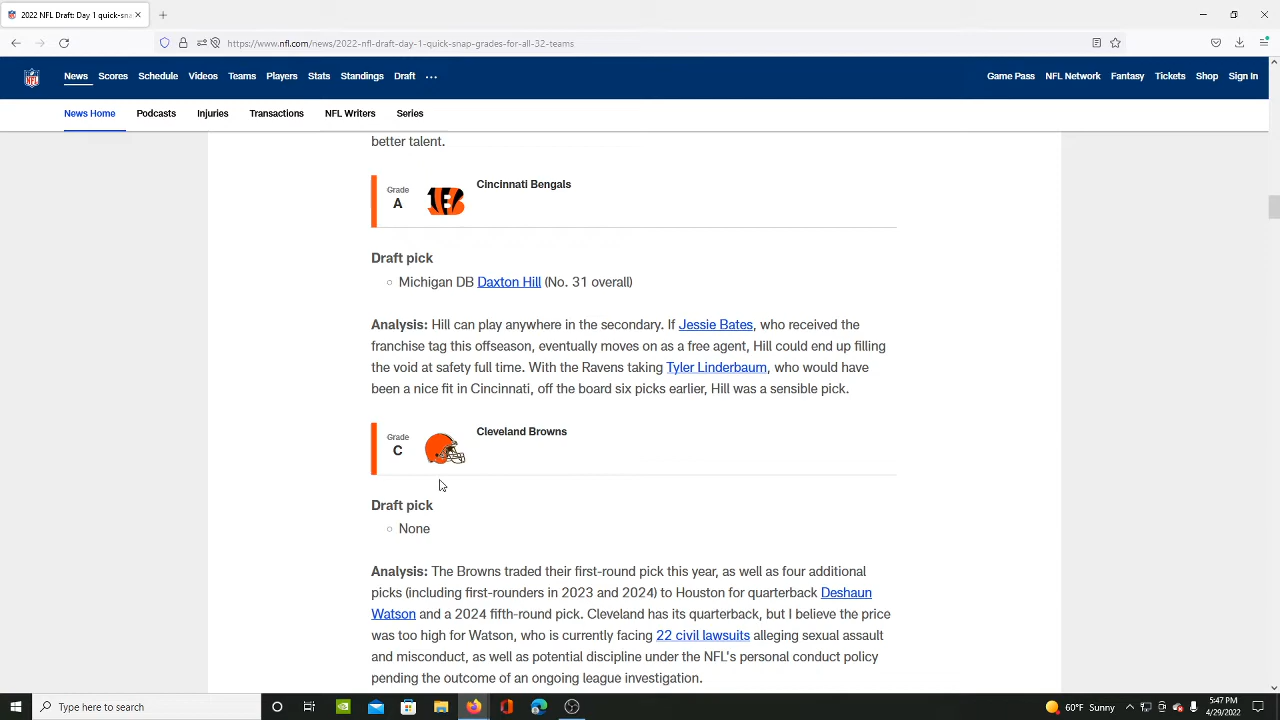 2022 NFL Draft: Day 1 quick-sna
https://www.nfl.com/news/2022-nfl-draft-day-1-quick-snap-grades-for-all-32-teams
News Scores Schedule Videos Teams Players Stats Standings Draft ••• Game Pass NFL Network Fantasy Tickets Shop Sign In
News Home Podcasts Injuries Transactions NFL Writers Series
better talent.
Grade
A
Cincinnati Bengals
Draft pick
Michigan DB Daxton Hill (No. 31 overall)
Analysis: Hill can play anywhere in the secondary. If Jessie Bates, who received the
franchise tag this offseason, eventually moves on as a free agent, Hill could end up filling
the void at safety full time. With the Ravens taking Tyler Linderbaum, who would have
been a nice fit in Cincinnati, off the board six picks earlier, Hill was a sensible pick.
Grade
C
Cleveland Browns
Draft pick
None
Analysis: The Browns traded their first-round pick this year, as well as four additional
picks (including first-rounders in 2023 and 2024) to Houston for quarterback Deshaun
Watson and a 2024 fifth-round pick. Cleveland has its quarterback, but I believe the price
was too high for Watson, who is currently facing 22 civil lawsuits alleging sexual assault
and misconduct, as well as potential discipline under the NFL's personal conduct policy
pending the outcome of an ongoing league investigation.
Type here to search
60°F Sunny
5:47 PM
4/29/2022